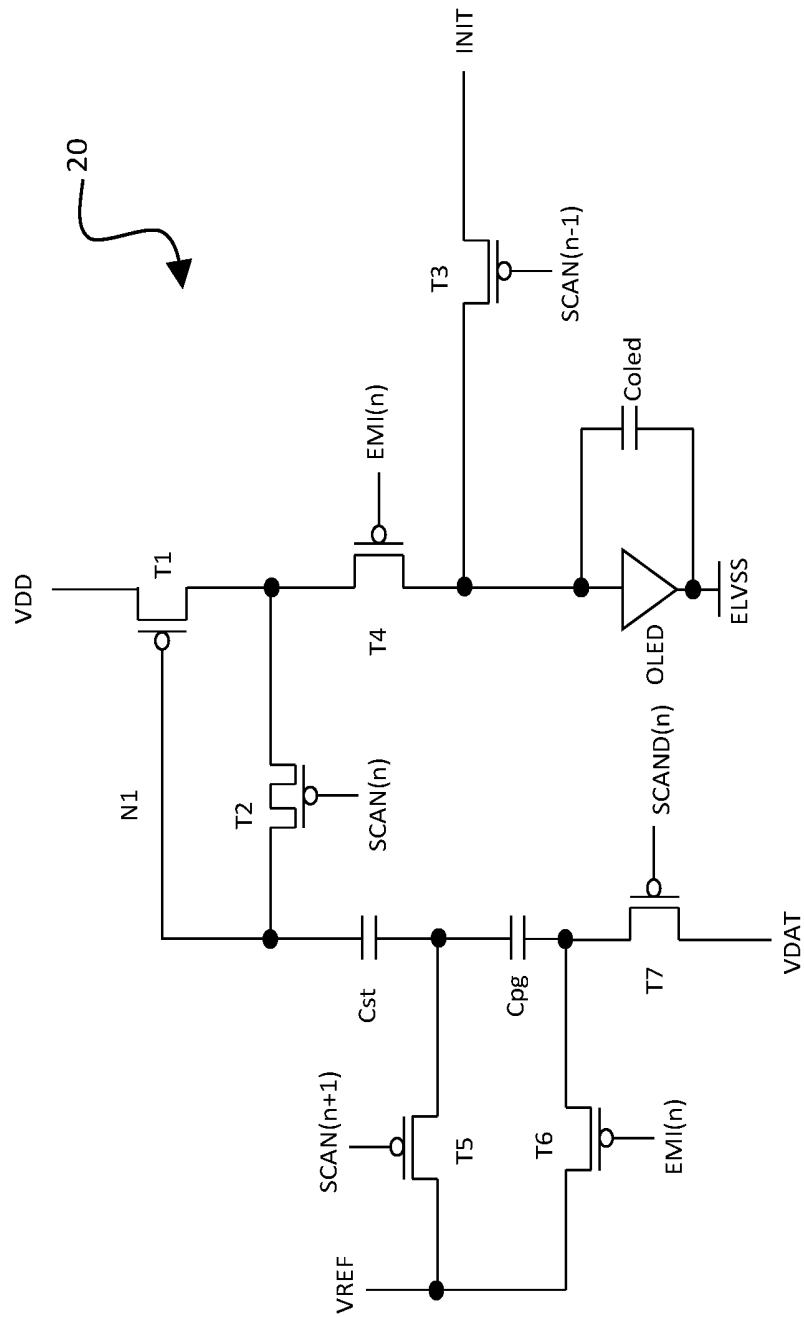 20
VDD
T1
N1
INIT
T3
SCAN(n-1)
EMI(n)
T4
T2
SCAN(n)
Coled
OLED
ELVSS
Cst
Cpg
SCAN(n+1)
T5
T6
EMI(n)
VREF
SCAND(n)
T7
VDAT